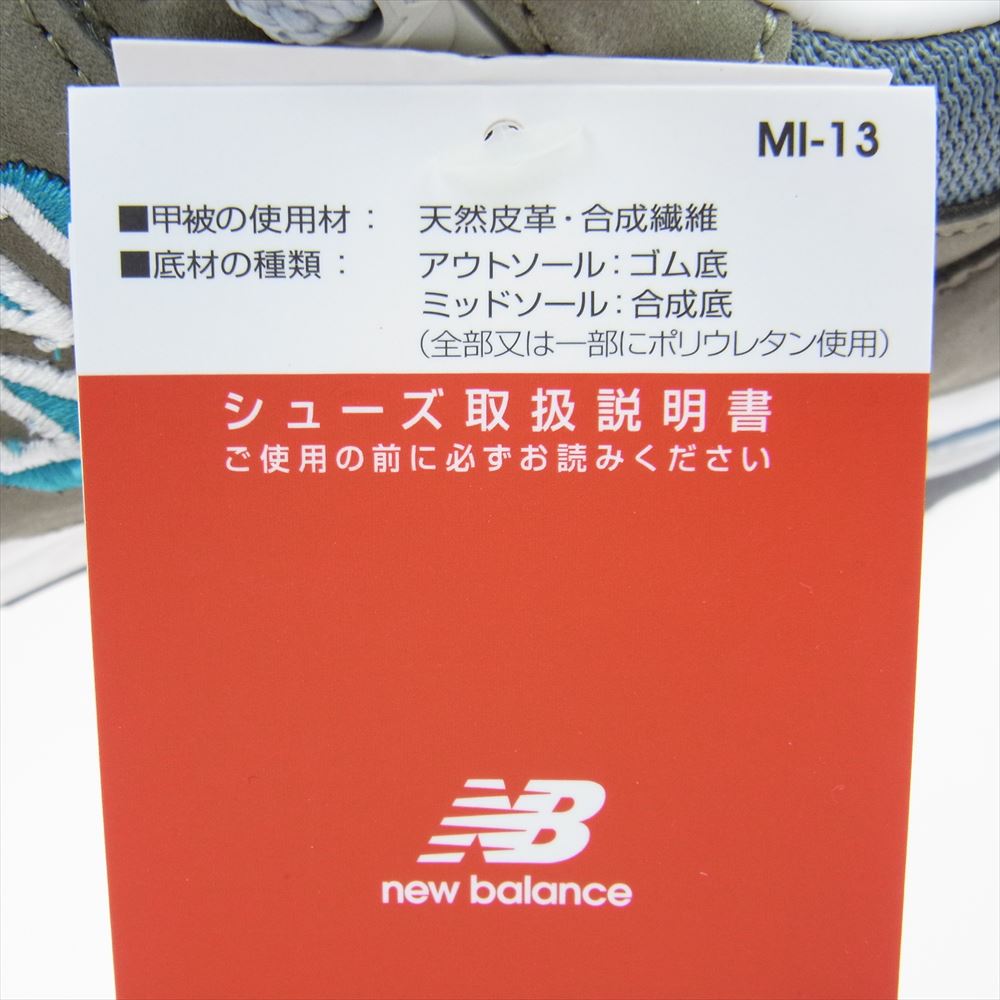 MI-13
■甲被の使用材： 天然皮革・合成繊維
■底材の種類： アウトソール：ゴム底
ミッドソール：合成底
（全部又は一部にポリウレタン使用）
シューズ取扱説明書
ご使用の前に必ずお読みください
NB
new balance